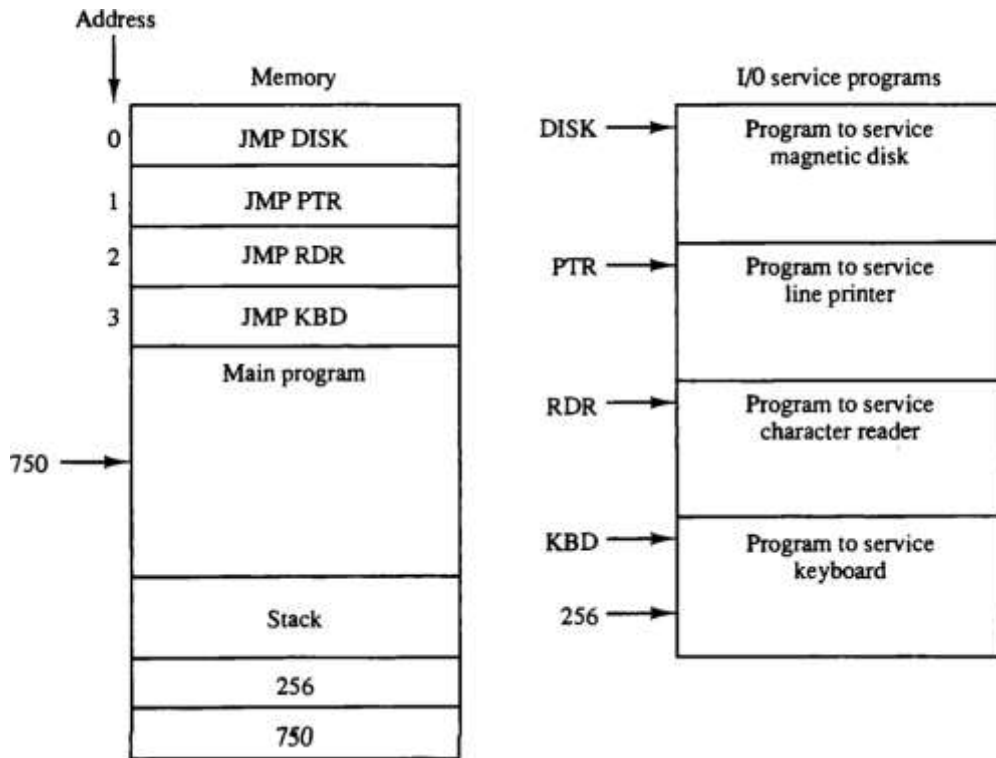 Address
Memory
0
JMP DISK
1
JMP PTR
2
JMP RDR
3
JMP KBD
Main program
750
Stack
256
750
I/0 service programs
DISK
Program to service
magnetic disk
PTR
Program to service
line printer
RDR
Program to service
character reader
KBD
Program to service
keyboard
256